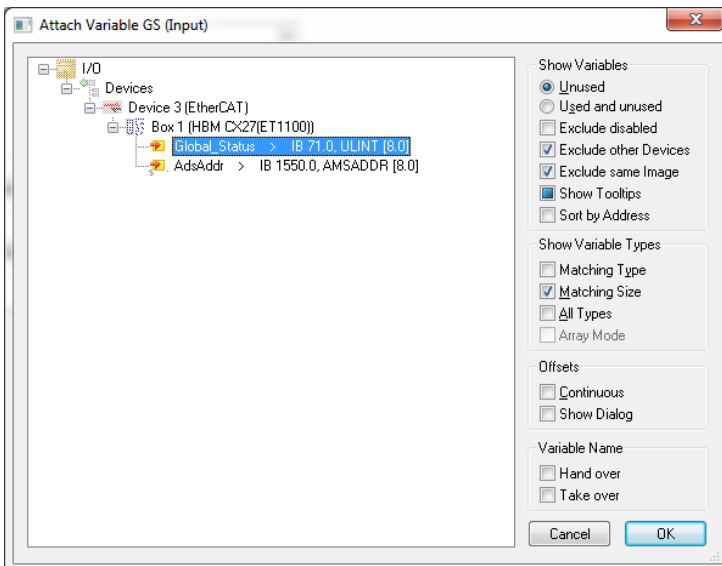 Attach Variable GS (Input)
I/O
Devices
Device 3 (EtherCAT)
Box 1 (HBM CX27(ET1100))
Global_Status > IB 71.0, ULINT [8.0]
AdsAddr > IB 1550.0, AMSADDR [8.0]
Show Variables
Unused
Used and unused
Exclude disabled
Exclude other Devices
Exclude same Image
Show Tooltips
Sort by Address
Show Variable Types
Matching Type
Matching Size
All Types
Array Mode
Offsets
Continuous
Show Dialog
Variable Name
Hand over
Take over
Cancel
OK